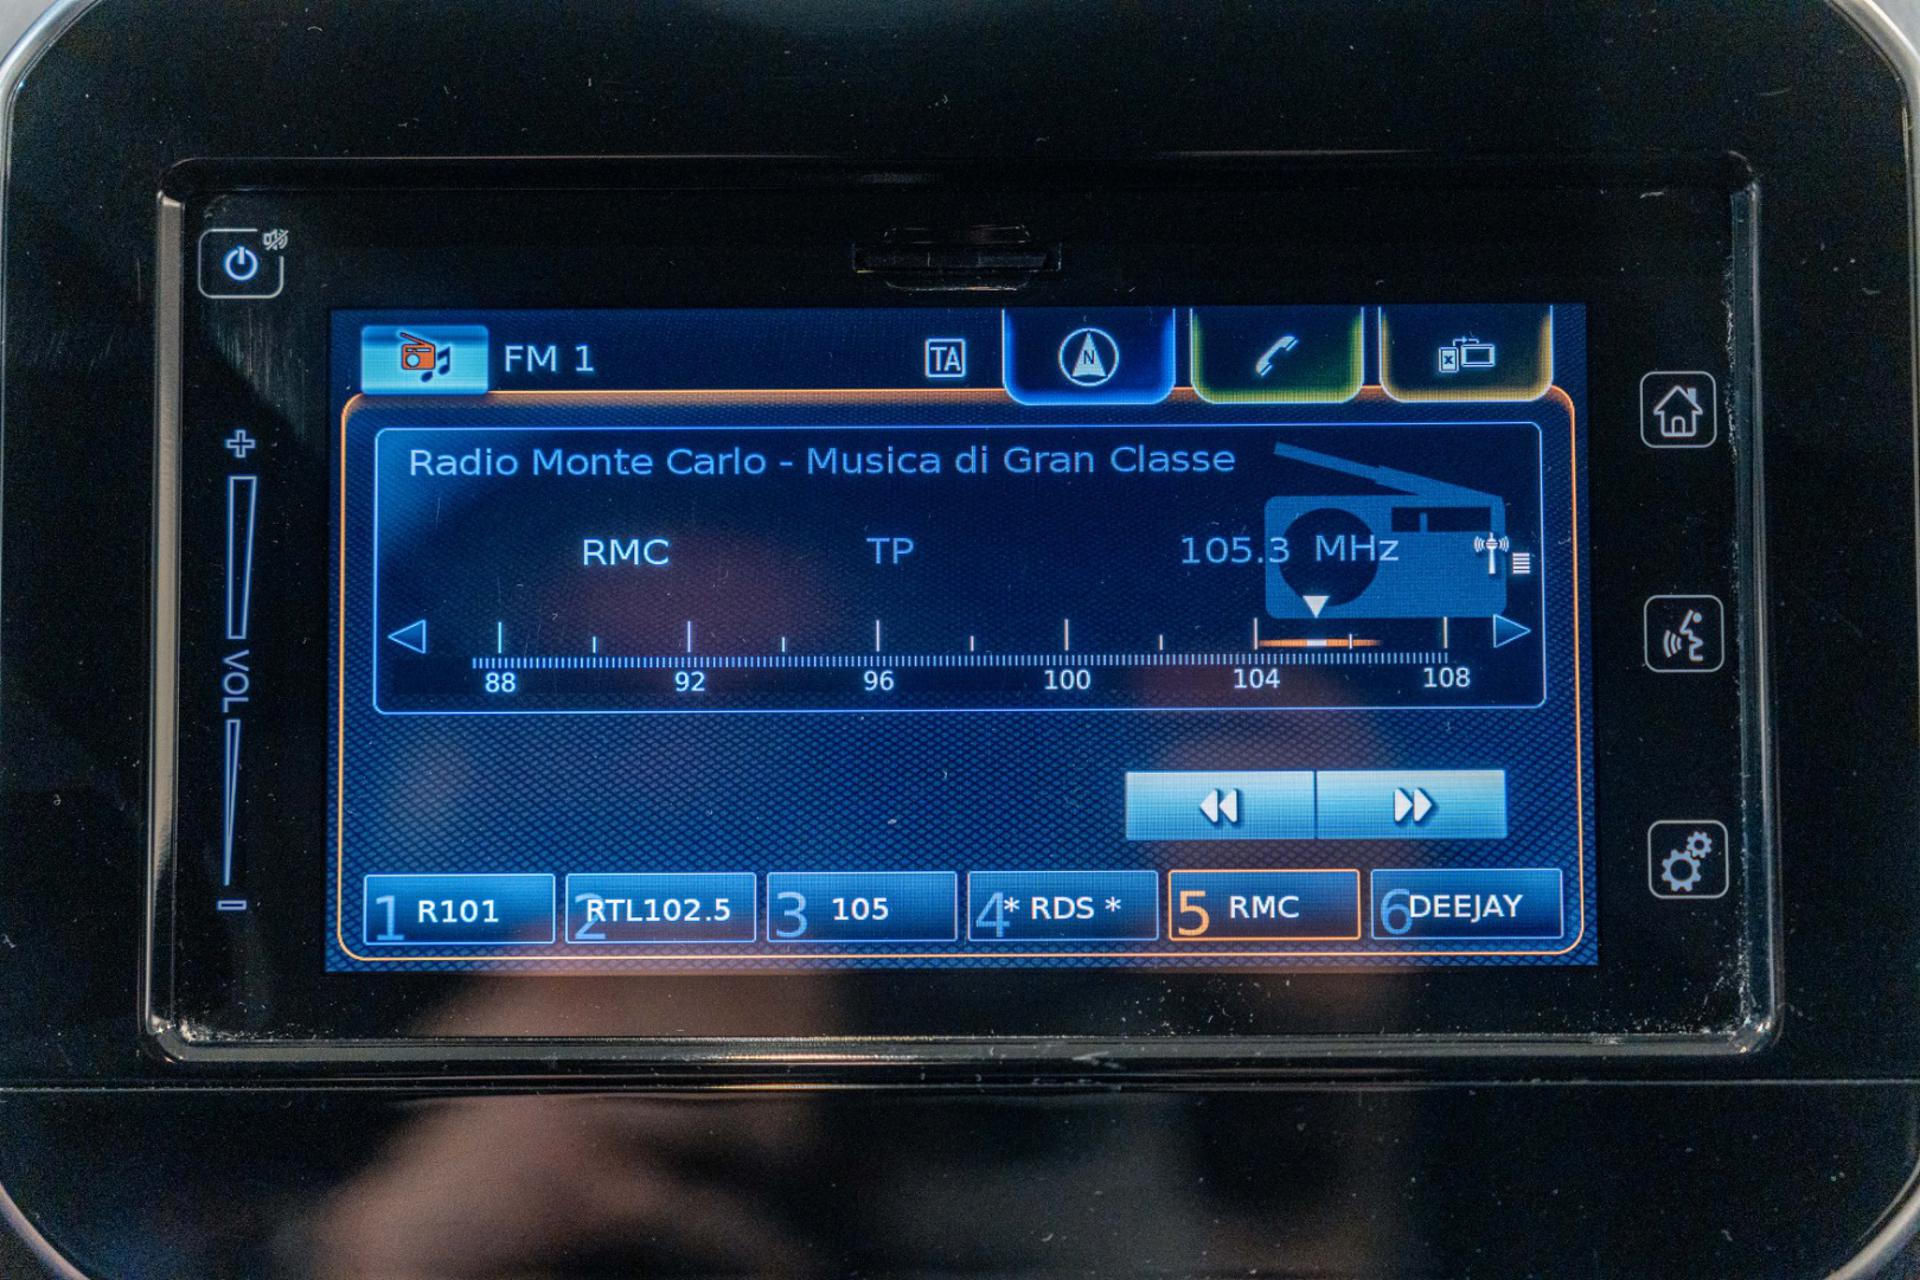 FM 1 TA N
Radio Monte Carlo - Musica di Gran Classe
RMC TP 105.3 MHz
88 92 96 100 104 108
VOL
1 R101 2 RTL102.5 3 105 4 * RDS * 5 RMC 6 DEEJAY